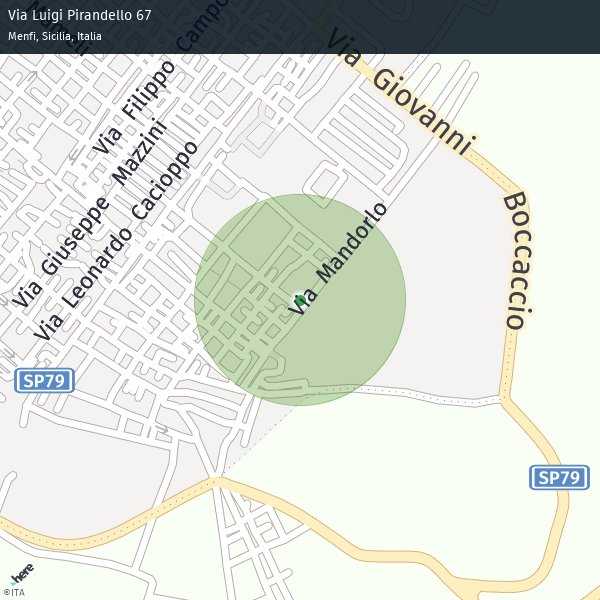 Via Luigi Pirandello 67
Menfi, Sicilia, Italia
Via Filippo Campo
Via Giovanni
Boccaccio
Via Giuseppe Mazzini
Via Leonardo Cacioppo
Via Mandorlo
SP79
SP79
here
©ITA